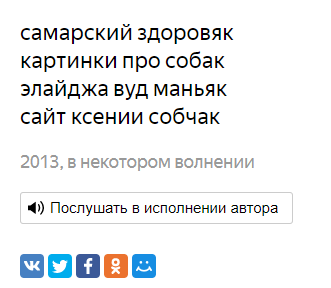 самарский здоровяк
картинки про собак
элайджа вуд маньяк
сайт ксении собчак
2013, в некотором волнении
Послушать в исполнении автора